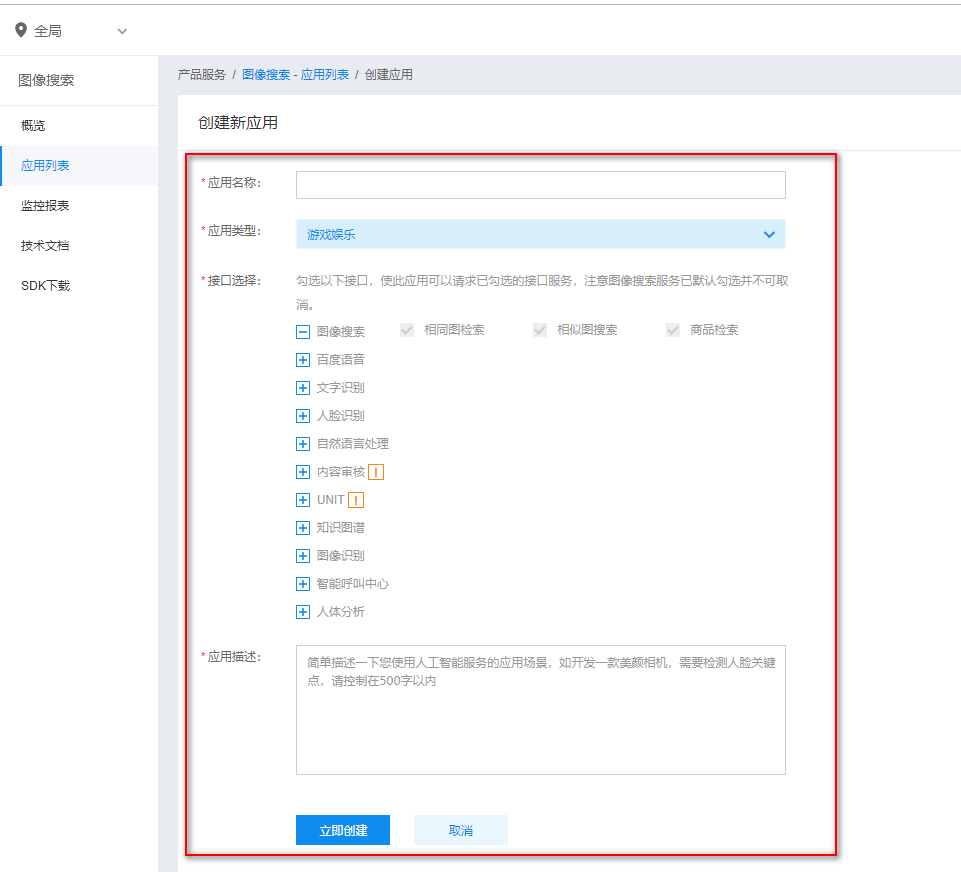 全局
图像搜索
概览
应用列表
监控报表
技术文档
SDK下载
产品服务 / 图像搜索 - 应用列表 / 创建应用
创建新应用
*应用名称：
*应用类型：
游戏娱乐
*接口选择：
勾选以下接口，使此应用可以请求已勾选的接口服务，注意图像搜索服务已默认勾选并不可取
消。
图像搜索 相同图检索 相似图搜索 商品检索
百度语音
文字识别
人脸识别
自然语言处理
内容审核 !
UNIT !
知识图谱
图像识别
智能呼叫中心
人体分析
*应用描述：
简单描述一下您使用人工智能服务的应用场景，如开发一款美颜相机，需要检测人脸关键
点，请控制在500字以内
立即创建 取消